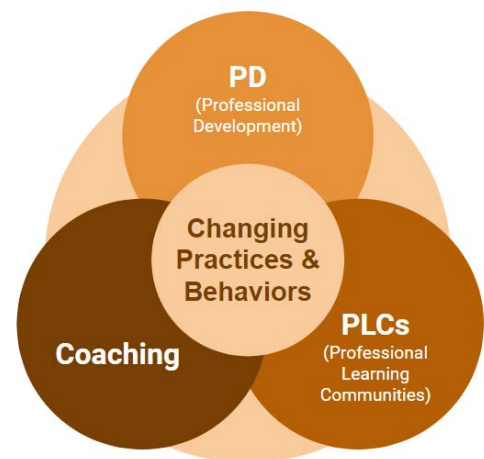 PD
(Professional
Development)
Changing
Practices &
Behaviors
Coaching
PLCs
(Professional
Learning
Communities)